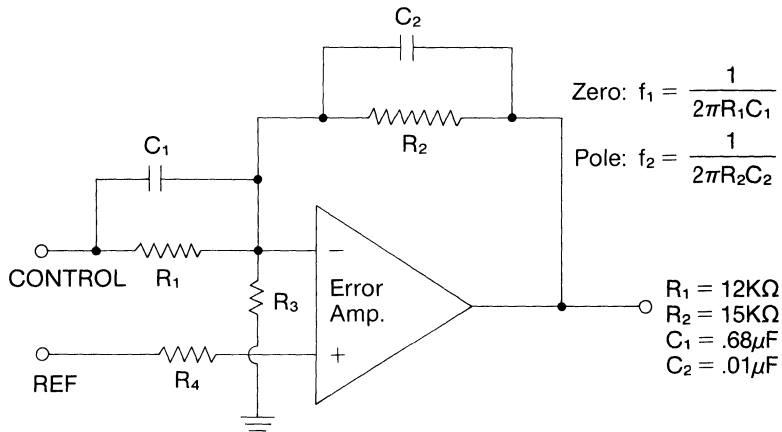 C₂
R₂
Zero: f₁ = 1 / 2πR₁C₁
Pole: f₂ = 1 / 2πR₂C₂
C₁
CONTROL
R₁
R₃
−
Error
Amp.
+
REF
R₄
R₁ = 12KΩ
R₂ = 15KΩ
C₁ = .68μF
C₂ = .01μF